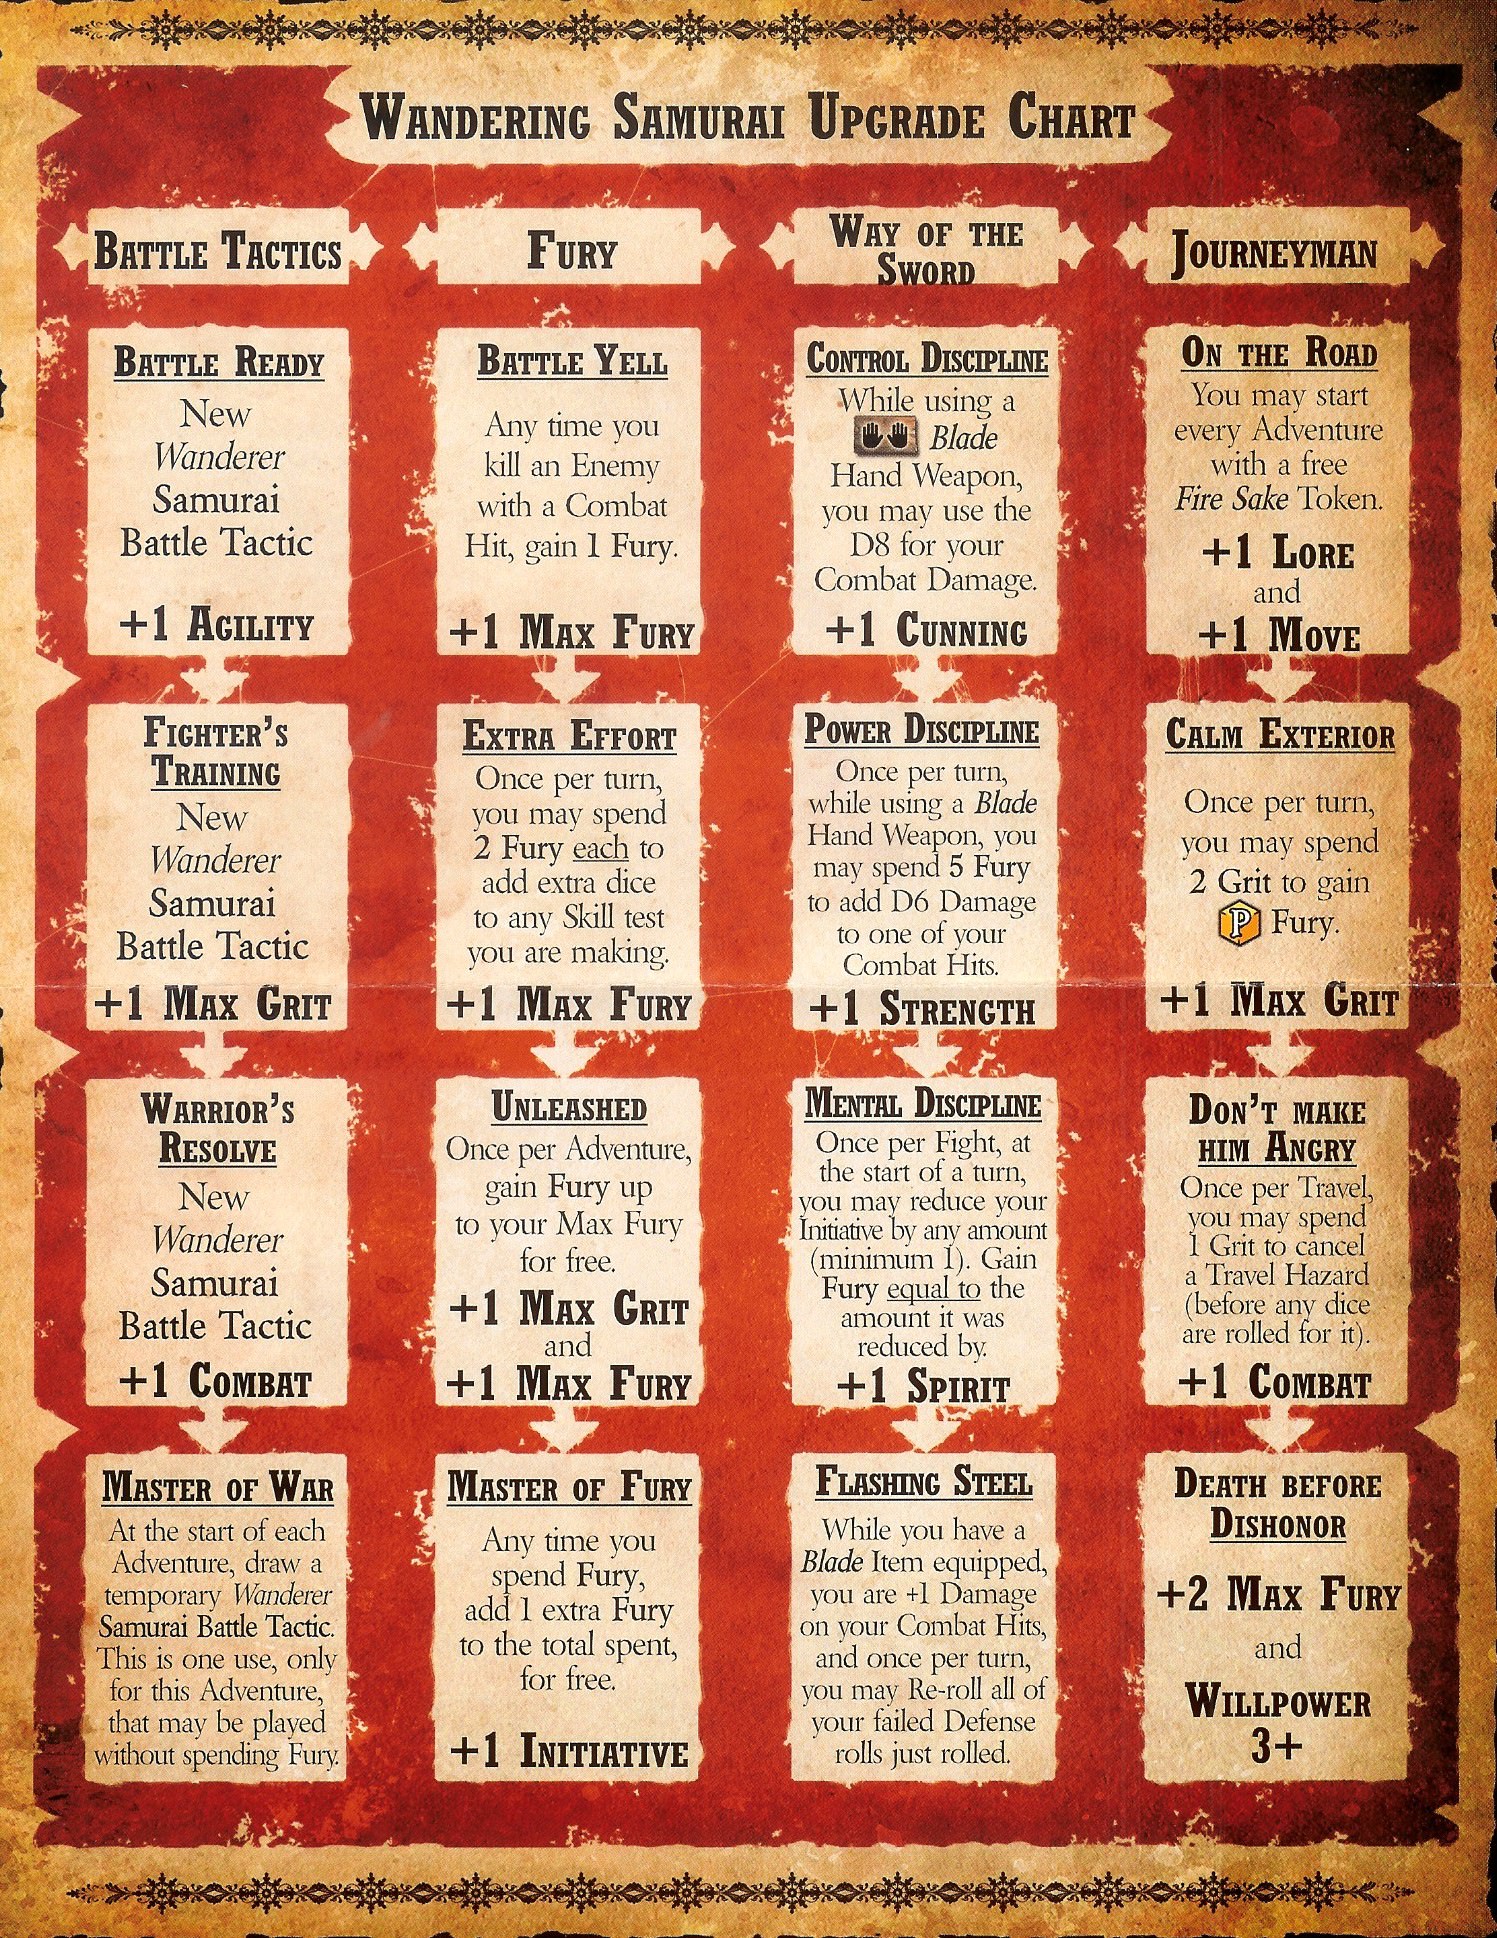 Wandering Samurai Upgrade Chart
Battle Tactics
Battle Ready
New
Wanderer
Samurai
Battle Tactic
+1 Agility
Fighter's
Training
New
Wanderer
Samurai
Battle Tactic
+1 Max Grit
Warrior's
Resolve
New
Wanderer
Samurai
Battle Tactic
+1 Combat
Master of War
At the start of each
Adventure, draw a
temporary Wanderer
Samurai Battle Tactic.
This is one use, only
for this Adventure,
that may be played
without spending Fury.
Fury
Battle Yell
Any time you
kill an Enemy
with a Combat
Hit, gain 1 Fury.
+1 Max Fury
Extra Effort
Once per turn,
you may spend
2 Fury each to
add extra dice
to any Skill test
you are making.
+1 Max Fury
Unleashed
Once per Adventure,
gain Fury up
to your Max Fury
for free.
+1 Max Grit
and
+1 Max Fury
Master of Fury
Any time you
spend Fury,
add 1 extra Fury
to the total spent,
for free.
+1 Initiative
Way of the
Sword
Control Discipline
While using a
Blade
Hand Weapon,
you may use the
D8 for your
Combat Damage.
+1 Cunning
Power Discipline
Once per turn,
while using a Blade
Hand Weapon, you
may spend 5 Fury
to add D6 Damage
to one of your
Combat Hits.
+1 Strength
Mental Discipline
Once per Fight, at
the start of a turn,
you may reduce your
Initiative by any amount
(minimum 1). Gain
Fury equal to the
amount it was
reduced by.
+1 Spirit
Flashing Steel
While you have a
Blade Item equipped,
you are +1 Damage
on your Combat Hits,
and once per turn,
you may Re-roll all of
your failed Defense
rolls just rolled.
Journeyman
On the Road
You may start
every Adventure
with a free
Fire Sake Token.
+1 Lore
and
+1 Move
Calm Exterior
Once per turn,
you may spend
2 Grit to gain
P Fury.
+1 Max Grit
Don't make
him Angry
Once per Travel,
you may spend
1 Grit to cancel
a Travel Hazard
(before any dice
are rolled for it).
+1 Combat
Death before
Dishonor
+2 Max Fury
and
Willpower
3+